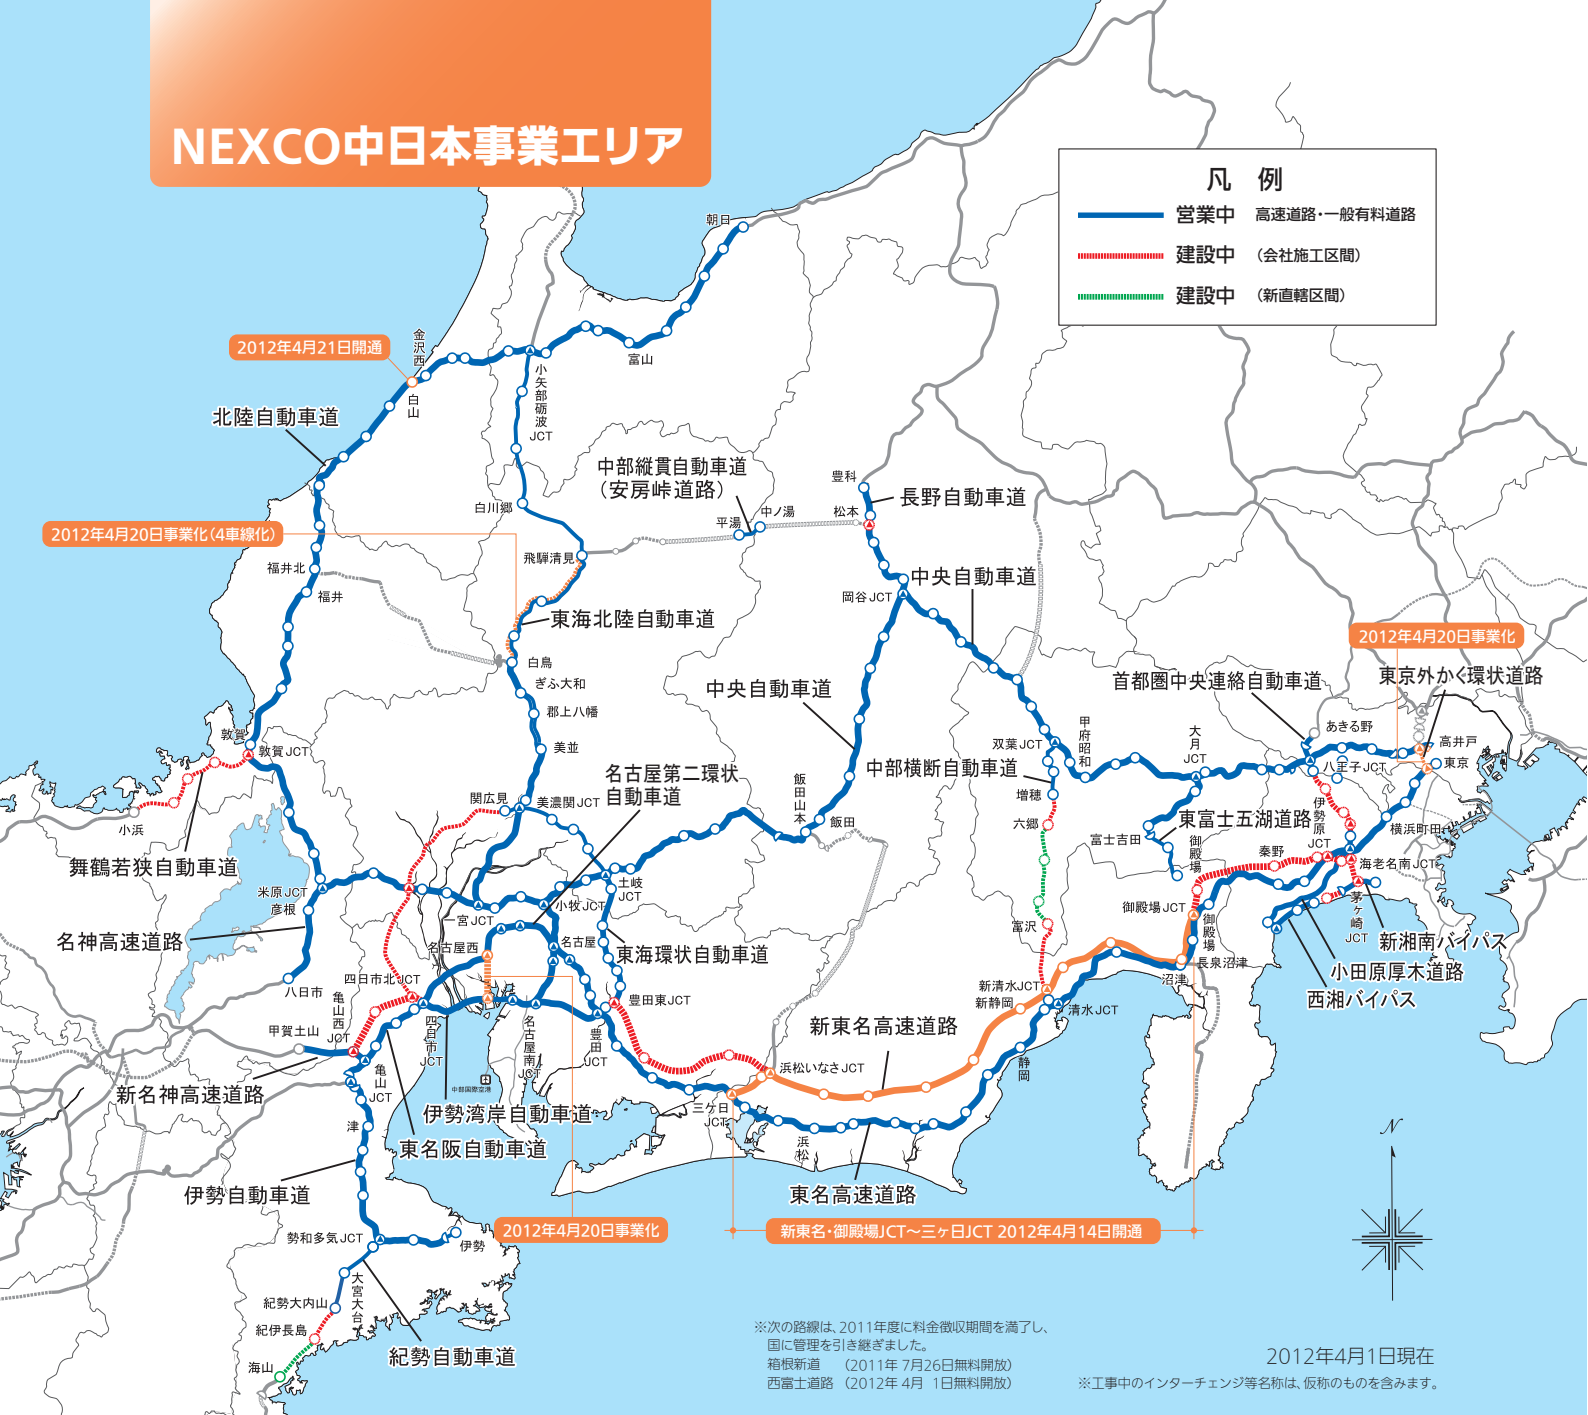 NEXCO中日本事業エリア
凡 例
営業中 高速道路・一般有料道路
建設中 (会社施工区間)
建設中 (新直轄区間)
朝日
金沢西
2012年4月21日開通
富山
小矢部砺波JCT
白山
北陸自動車道
中部縦貫自動車道
(安房峠道路)
豊科
長野自動車道
白川郷
松本
中ノ湯
平湯
2012年4月20日事業化(4車線化)
飛騨清見
福井北
福井
岡谷JCT
中央自動車道
東海北陸自動車道
2012年4月20日事業化
白鳥
ぎふ大和
中央自動車道
首都圏中央連絡自動車道
東京外かく環状道路
郡上八幡
あきる野
敦賀
敦賀JCT
美並
双葉JCT
甲府昭和
大月JCT
高井戸
東京
八王子JCT
名古屋第二環状
自動車道
中部横断自動車道
飯田山本
飯田
増穂
関広見
美濃関JCT
小浜
六郷
東富士五湖道路
富士吉田
伊勢原JCT
横浜町田
舞鶴若狭自動車道
御殿場
秦野
海老名南JCT
米原JCT
彦根
土岐JCT
一宮JCT
小牧JCT
御殿場JCT
御殿場
茅ヶ崎JCT
名神高速道路
名古屋西
名古屋
東海環状自動車道
富沢
新湘南バイパス
長泉沼津
沼津
小田原厚木道路
西湘バイパス
八日市
四日市北JCT
新清水JCT
新静岡
清水JCT
亀山西JCT
豊田東JCT
甲賀土山
四日市JCT
名古屋南JCT
豊田JCT
新東名高速道路
静岡
浜松いなさJCT
亀山JCT
中部国際空港
新名神高速道路
三ケ日JCT
伊勢湾岸自動車道
津
東名阪自動車道
浜松
伊勢自動車道
東名高速道路
N
2012年4月20日事業化
新東名・御殿場JCT〜三ヶ日JCT 2012年4月14日開通
勢和多気JCT
伊勢
大宮大台
紀勢大内山
紀伊長島
紀勢自動車道
海山
※次の路線は、2011年度に料金徴収期間を満了し、
国に管理を引き継ぎました。
箱根新道 (2011年 7月26日無料開放)
西富士道路 (2012年 4月 1日無料開放)
2012年4月1日現在
※工事中のインターチェンジ等名称は、仮称のものを含みます。